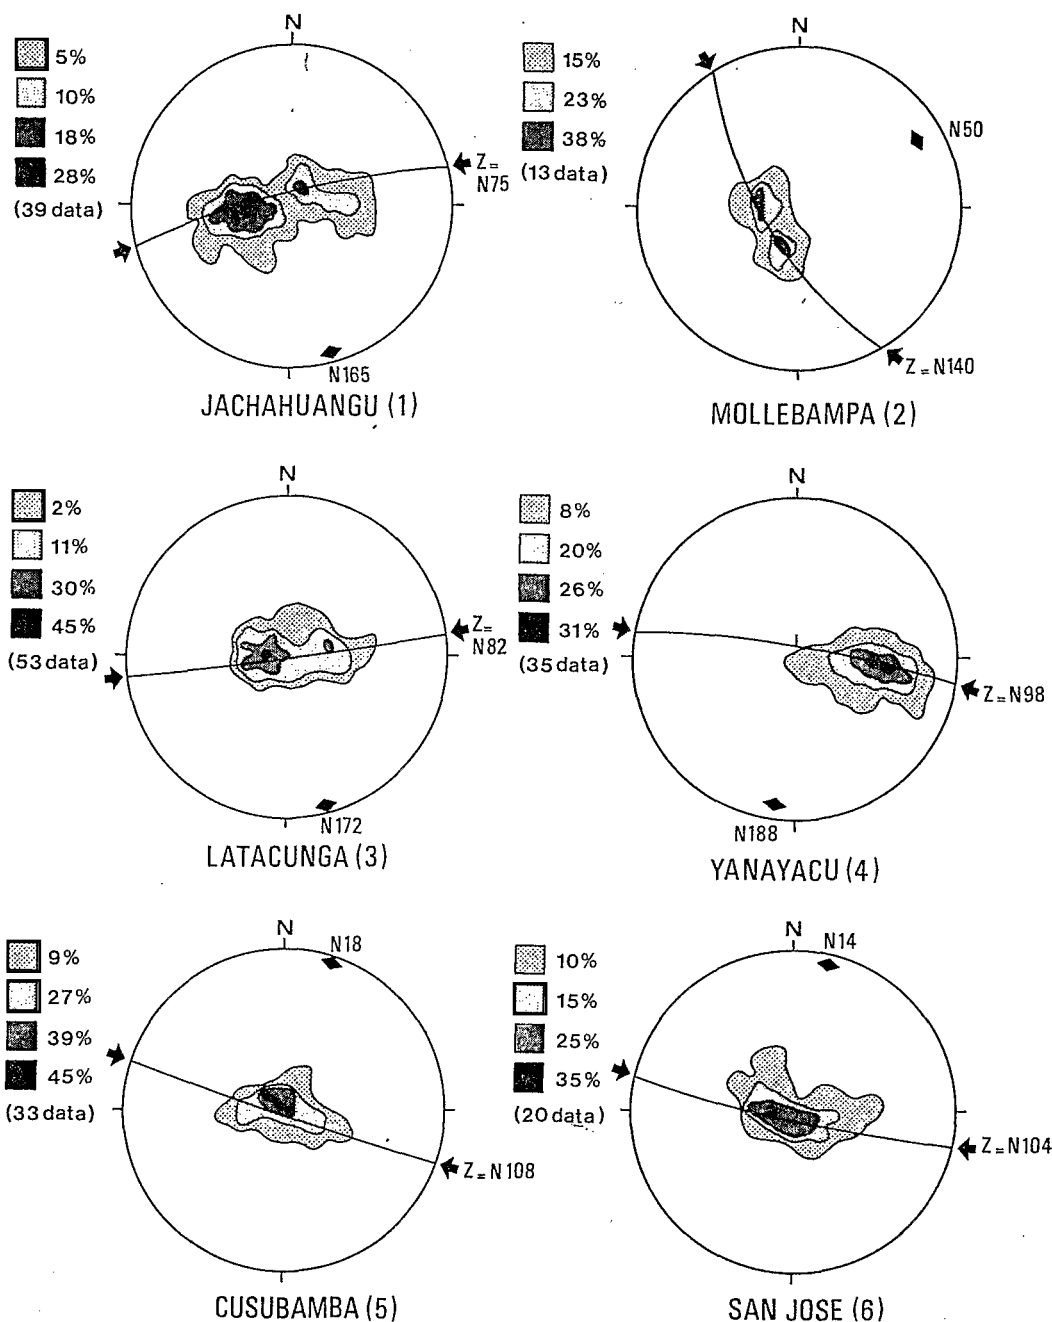 N
5%
10%
18%
28%
(39 data)
Z=
N75
N165
JACHAHUANGU (1)
N
15%
23%
38%
(13 data)
N50
Z=N140
MOLLEBAMPA (2)
N
2%
11%
30%
45%
(53 data)
Z=
N82
N172
LATACUNGA (3)
N
8%
20%
26%
31%
(35 data)
Z=N98
N188
YANAYACU (4)
N
N18
9%
27%
39%
45%
(33 data)
Z=N108
CUSUBAMBA (5)
N
N14
10%
15%
25%
35%
(20 data)
Z=N104
SAN JOSE (6)